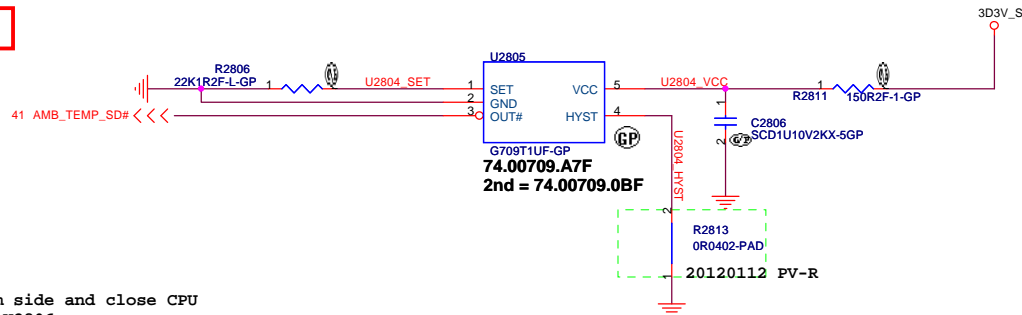 3D3V_S
R2806
22K1R2F-L-GP
1
U2804_SET
U2805
1 SET
2 GND
3 OUT#
VCC 5
HYST 4
U2804_VCC
1
R2811
150R2F-1-GP
41 AMB_TEMP_SD#
G709T1UF-GP
74.00709.A7F
2nd = 74.00709.0BF
GP
1
C2806
SCD1U10V2KX-5GP
2
U2804_HYST
2
R2813
0R0402-PAD
1
20120112 PV-R
side and close CPU